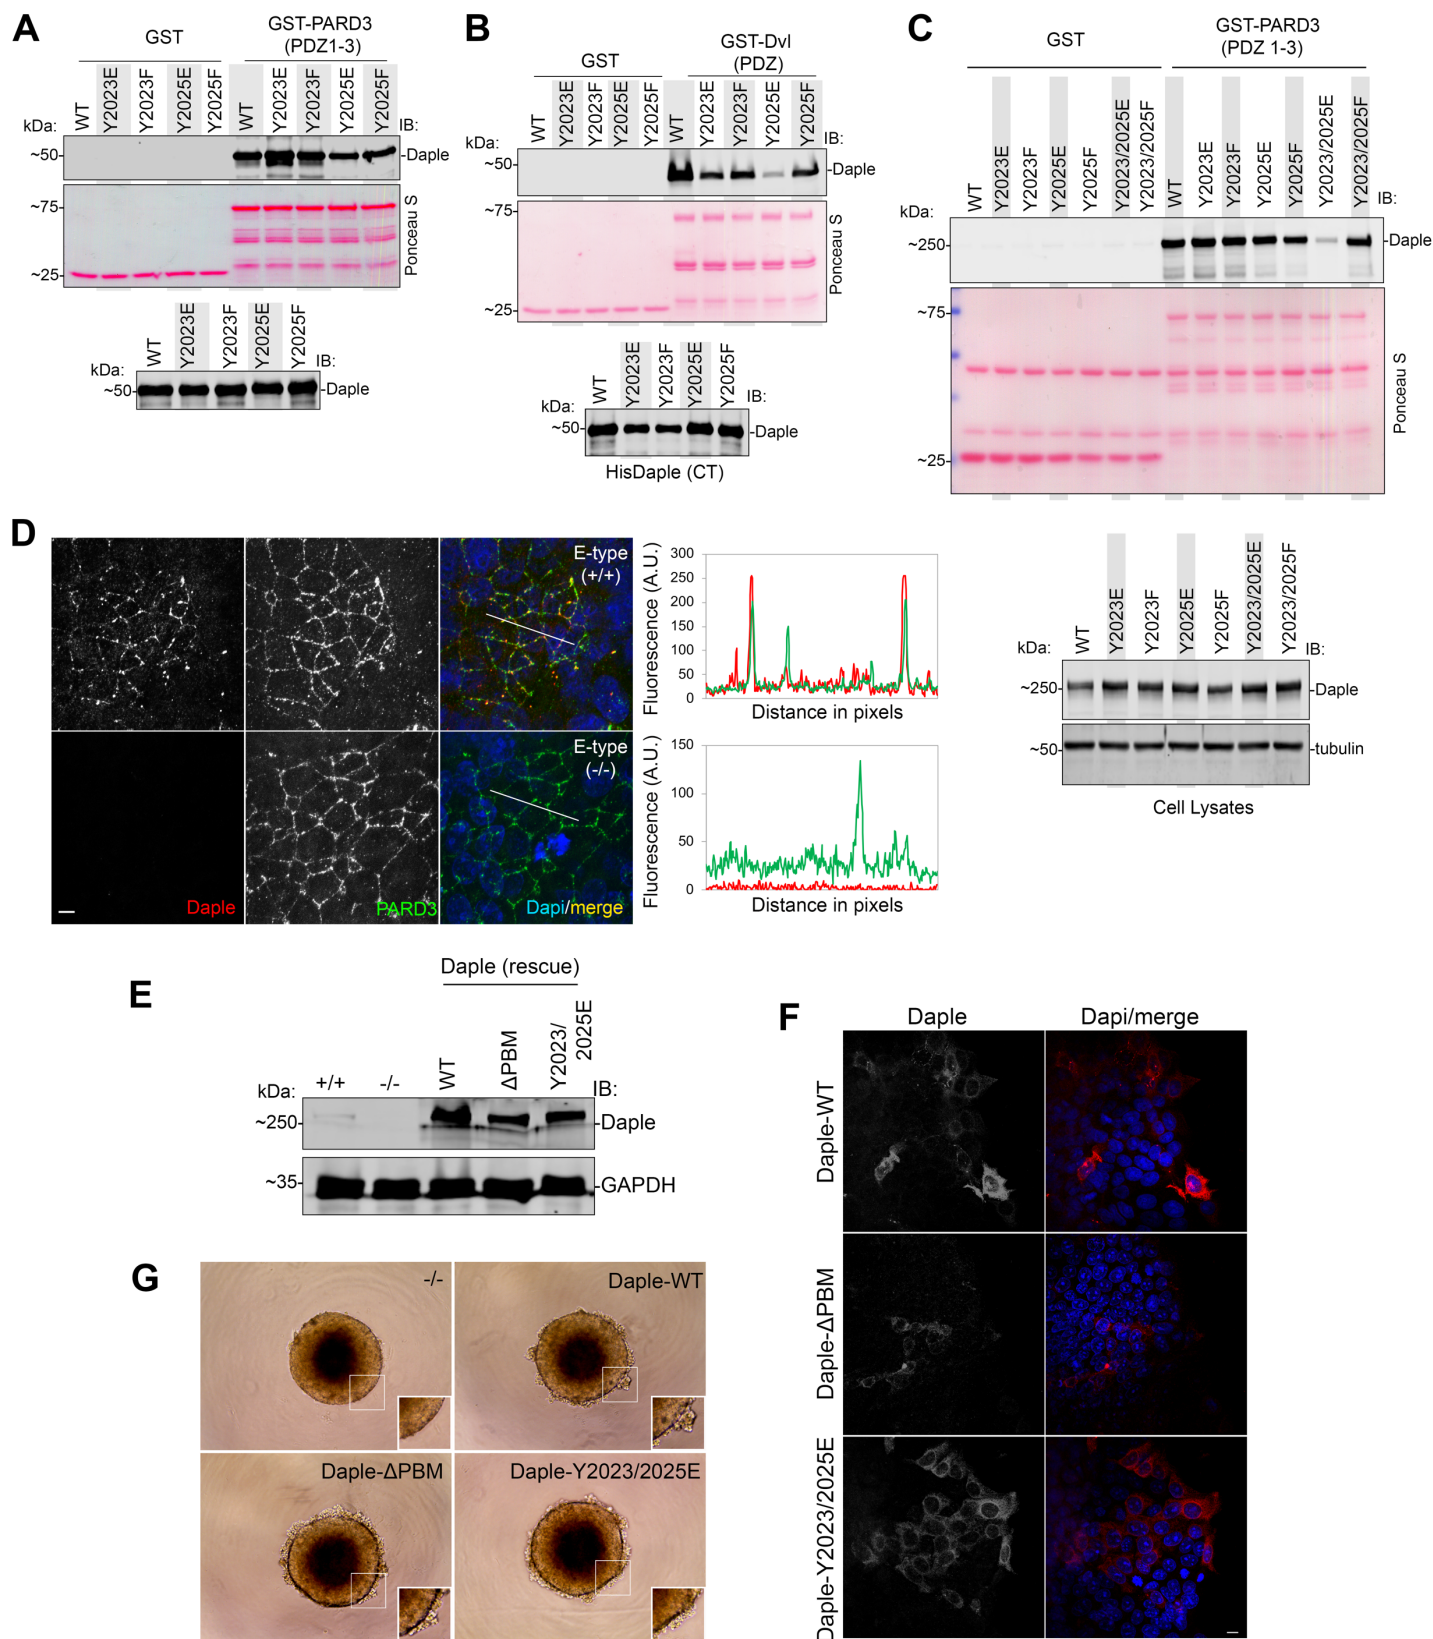 A
GST
GST-PARD3
(PDZ1-3)
WT
Y2023E
Y2023F
Y2025E
Y2025F
WT
Y2023E
Y2023F
Y2025E
Y2025F
kDa:
IB:
~50
-Daple
~75
~25
Ponceau S
WT
Y2023E
Y2023F
Y2025E
Y2025F
kDa:
IB:
~50
-Daple
B
GST
GST-Dvl
(PDZ)
WT
Y2023E
Y2023F
Y2025E
Y2025F
WT
Y2023E
Y2023F
Y2025E
Y2025F
kDa:
IB:
~50
-Daple
~75
~25
Ponceau S
WT
Y2023E
Y2023F
Y2025E
Y2025F
kDa:
IB:
~50
-Daple
HisDaple (CT)
C
GST
GST-PARD3
(PDZ 1-3)
WT
Y2023E
Y2023F
Y2025E
Y2025F
Y2023/2025E
Y2023/2025F
WT
Y2023E
Y2023F
Y2025E
Y2025F
Y2023/2025E
Y2023/2025F
kDa:
IB:
~250
-Daple
~75
~25
Ponceau S
WT
Y2023E
Y2023F
Y2025E
Y2025F
Y2023/2025E
Y2023/2025F
kDa:
IB:
~250
-Daple
~50
-tubulin
Cell Lysates
D
E-type
(+/+)
E-type
(-/-)
Daple
PARD3
Dapi/merge
Fluorescence (A.U.)
300
250
200
150
100
50
0
Distance in pixels
Fluorescence (A.U.)
150
100
50
0
Distance in pixels
E
Daple (rescue)
+/+
-/-
WT
ΔPBM
Y2023/
2025E
kDa:
IB:
~250
-Daple
~35
-GAPDH
F
Daple
Dapi/merge
Daple-WT
Daple-ΔPBM
Daple-Y2023/2025E
G
-/-
Daple-WT
Daple-ΔPBM
Daple-Y2023/2025E